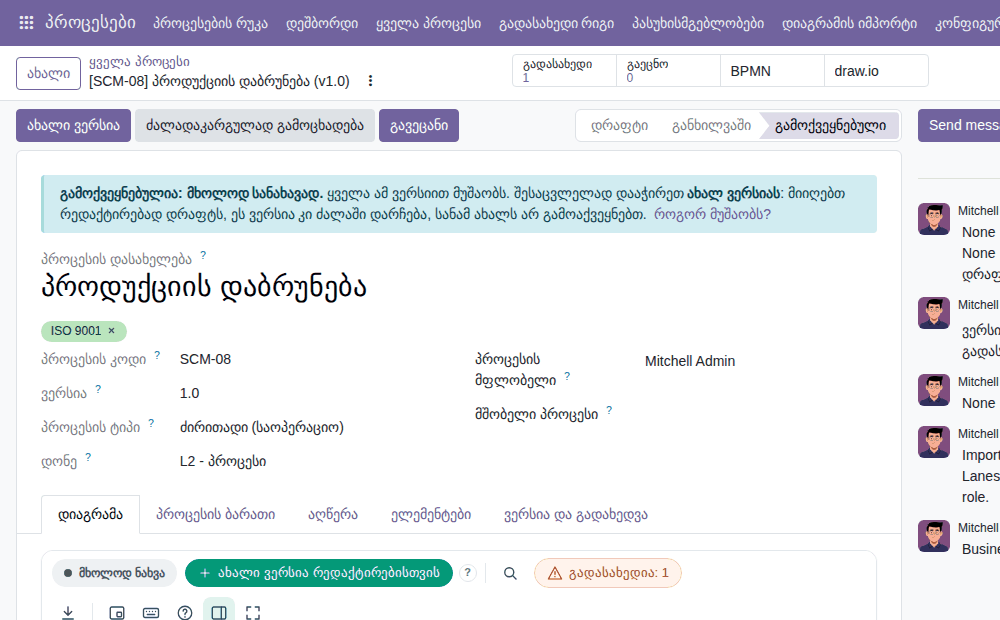 პროცესები პროცესების რუკა დეშბორდი ყველა პროცესი გადასახედი რიგი პასუხისმგებლობები დიაგრამის იმპორტი
ახალი ყველა პროცესი
[SCM-08] პროდუქციის დაბრუნება (v1.0)
გადასახედი 1 გაეცნო 0 BPMN draw.io
ახალი ვერსია ძალადაკარგულად გამოცხადება გავეცანი დრაფტი განხილვაში გამოქვეყნებული Send mess
გამოქვეყნებულია: მხოლოდ სანახავად. ყველა ამ ვერსიით მუშაობს. შესაცვლელად დააჭირეთ ახალ ვერსიას: მიიღებთ
რედაქტირებად დრაფტს, ეს ვერსია კი ძალაში დარჩება, სანამ ახალს არ გამოაქვეყნებთ. როგორ მუშაობს?
პროცესის დასახელება ?
პროდუქციის დაბრუნება
ISO 9001 ×
პროცესის კოდი ? SCM-08
ვერსია ? 1.0
პროცესის ტიპი ? ძირითადი (საოპერაციო)
დონე ? L2 - პროცესი
პროცესის
მფლობელი ? Mitchell Admin
მშობელი პროცესი ?
დიაგრამა პროცესის ბარათი აღწერა ელემენტები ვერსია და გადახედვა
მხოლოდ ნახვა + ახალი ვერსია რედაქტირებისთვის ? გადასახედია: 1
Mitchell
None
None
Mitchell
Mitchell
None
Mitchell
Import
Lanes
role.
Mitchell
Busine